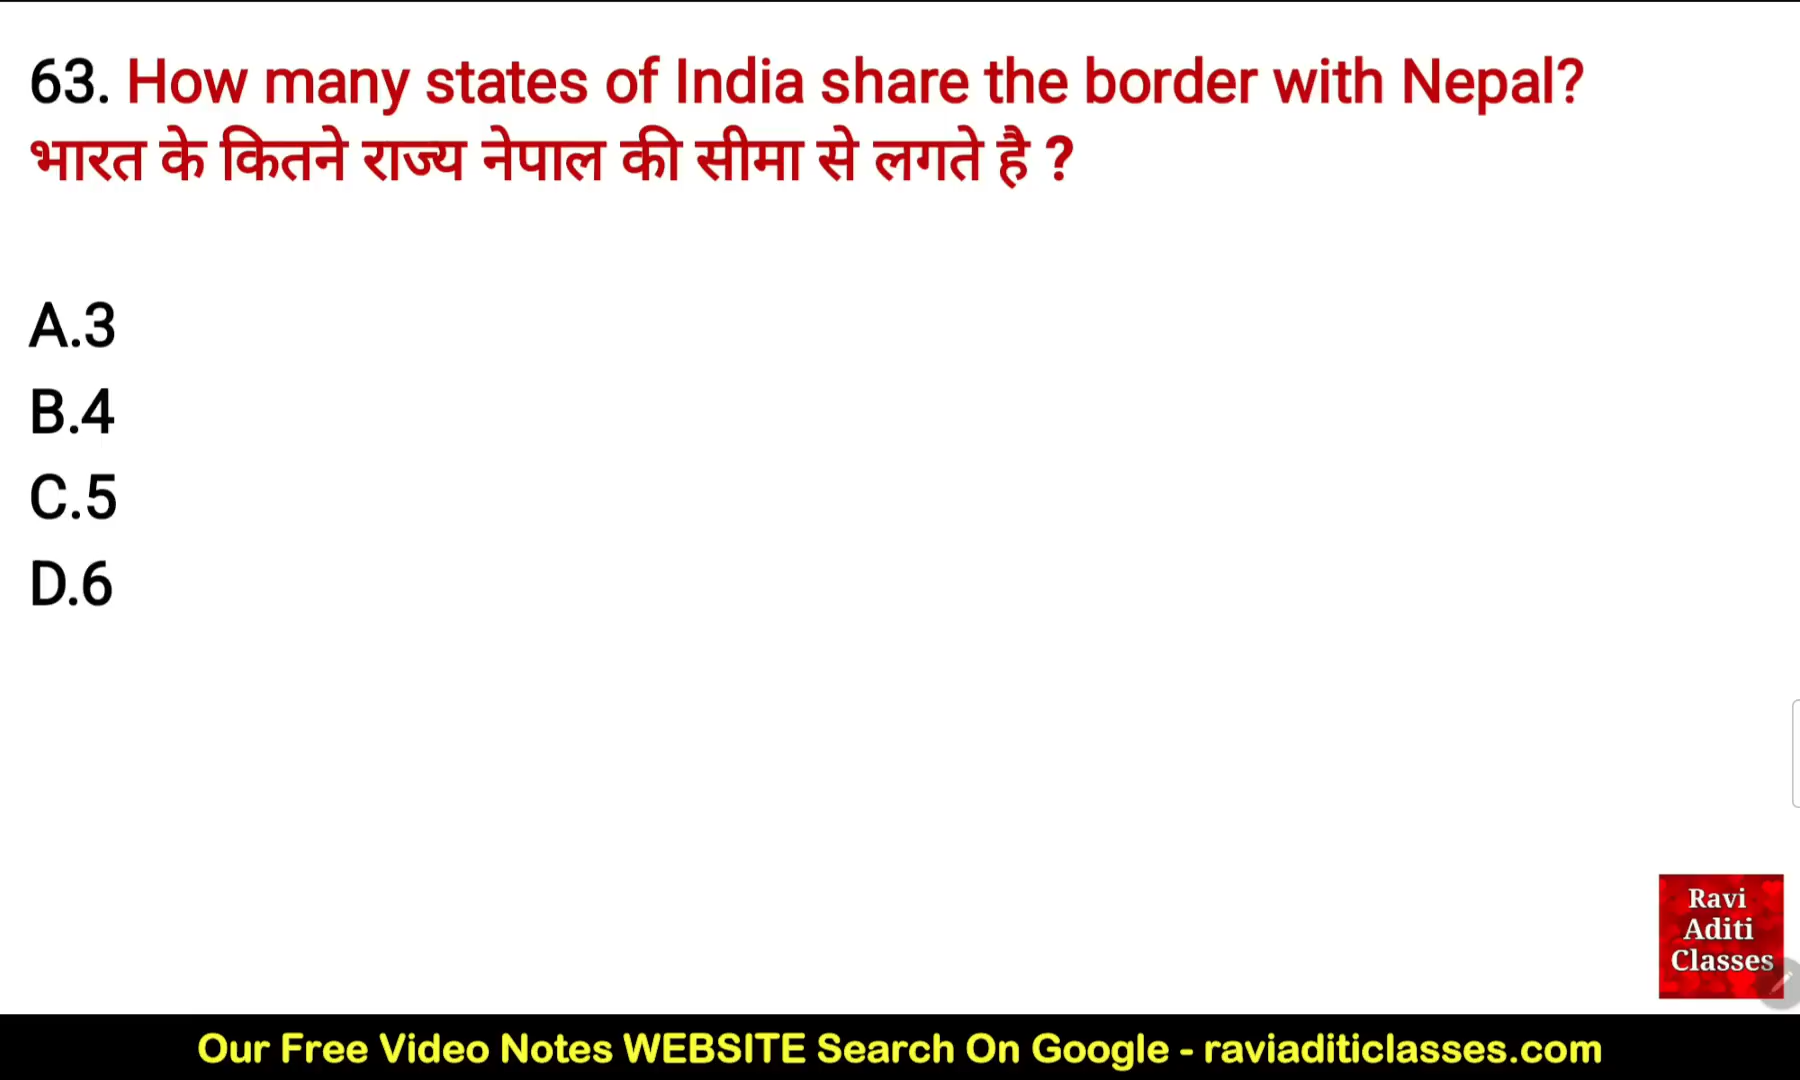 63. How many states of India share the border with Nepal?
भारत के कितने राज्य नेपाल की सीमा से लगते है ?
A.3
B.4
C.5
D.6
Ravi
Aditi
Classes
Our Free Video Notes WEBSITE Search On Google - raviaditiclasses.com